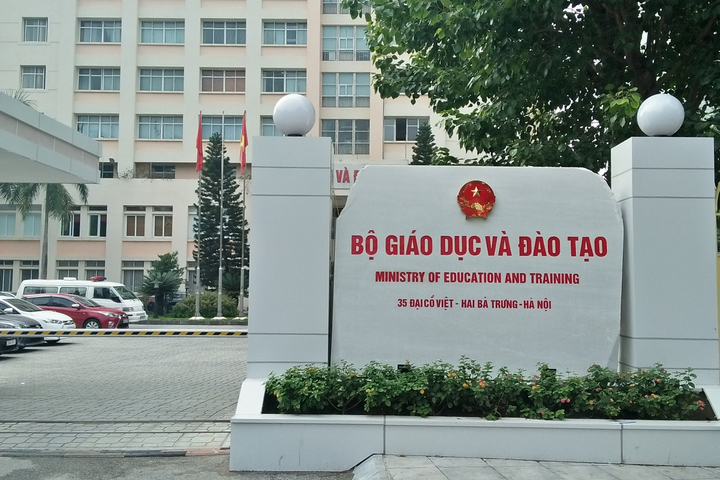 BỘ GIÁO DỤC VÀ ĐÀO TẠO
MINISTRY OF EDUCATION AND TRAINING
35 ĐẠI CỒ VIỆT - HAI BÀ TRƯNG - HÀ NỘI
VÀ